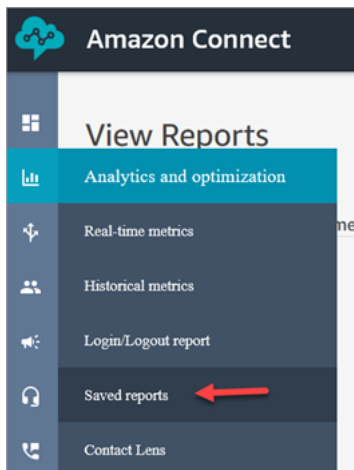 Amazon Connect
View Reports
Analytics and optimization
Real-time metrics
me
Historical metrics
Login/Logout report
Saved reports
Contact Lens